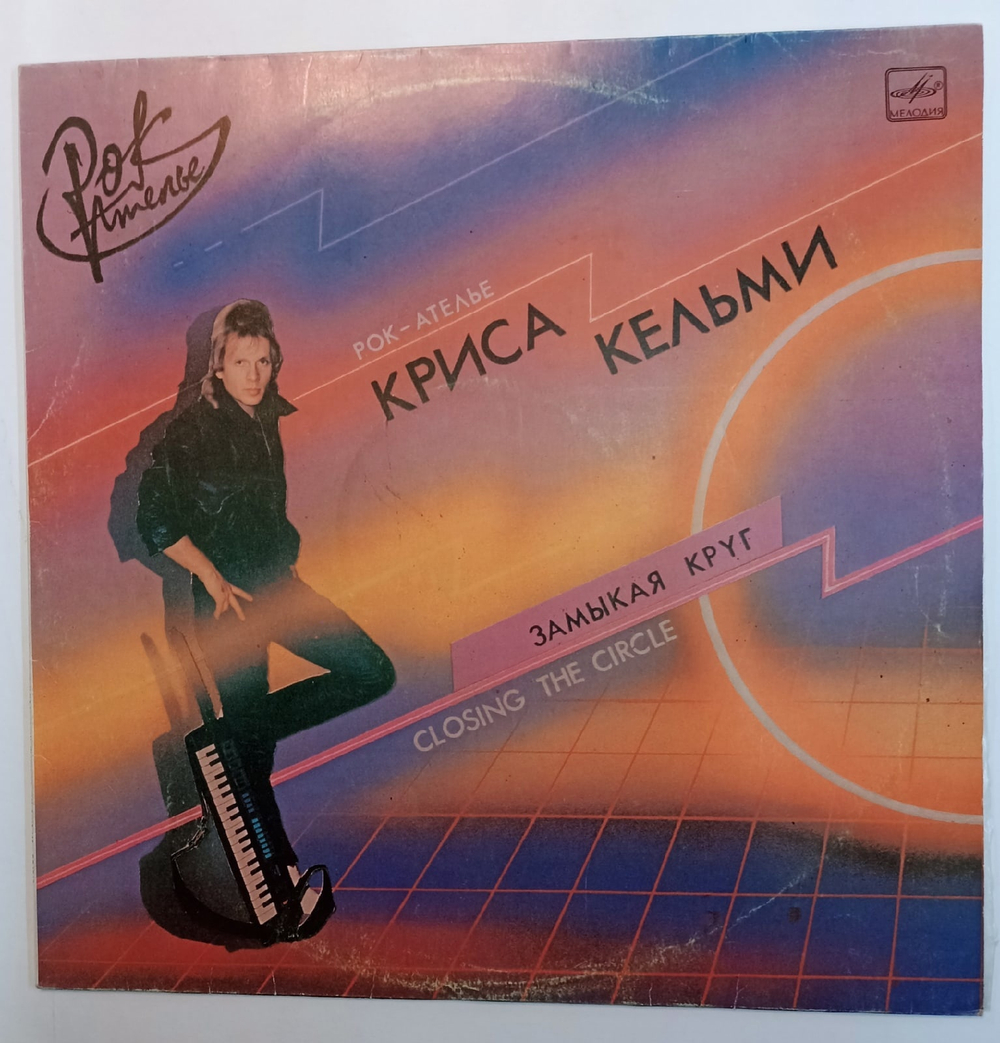 Рок
Ателье
МЕЛОДИЯ
РОК-АТЕЛЬЕ
КРИСА КЕЛЬМИ
ЗАМЫКАЯ КРУГ
CLOSING THE CIRCLE